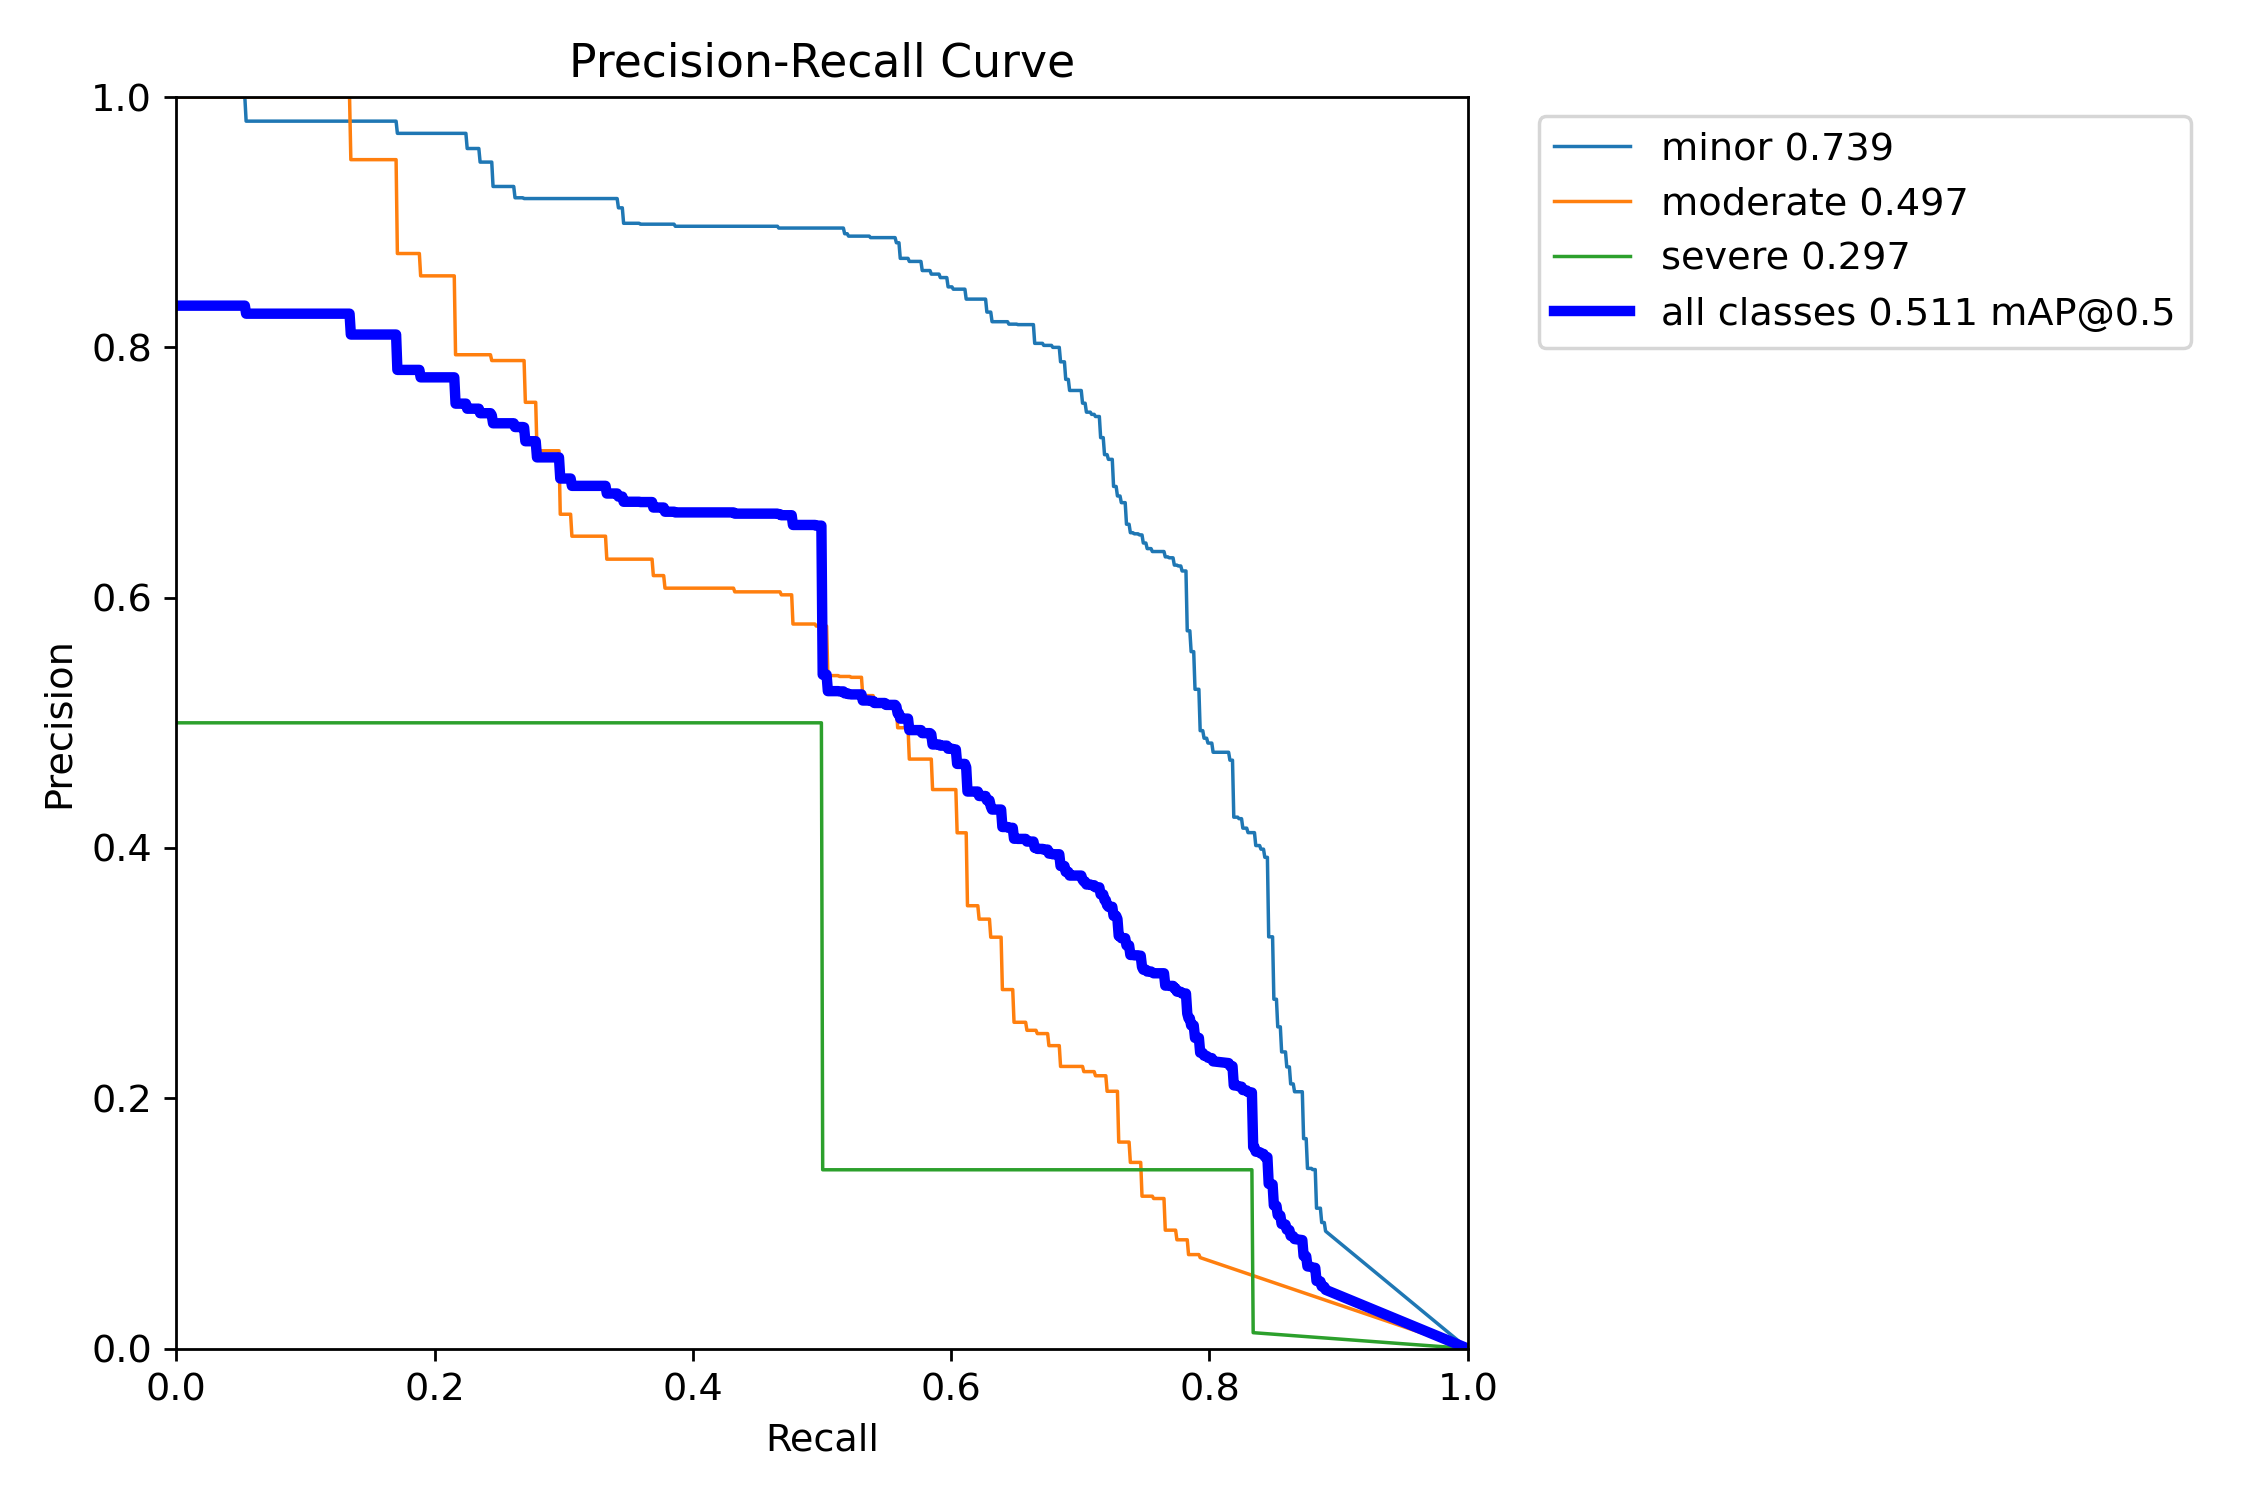 Precision-Recall Curve
1.0
0.8
0.6
0.4
0.2
0.0
Precision
0.0 0.2 0.4 0.6 0.8 1.0
Recall
minor 0.739
moderate 0.497
severe 0.297
all classes 0.511 mAP@0.5